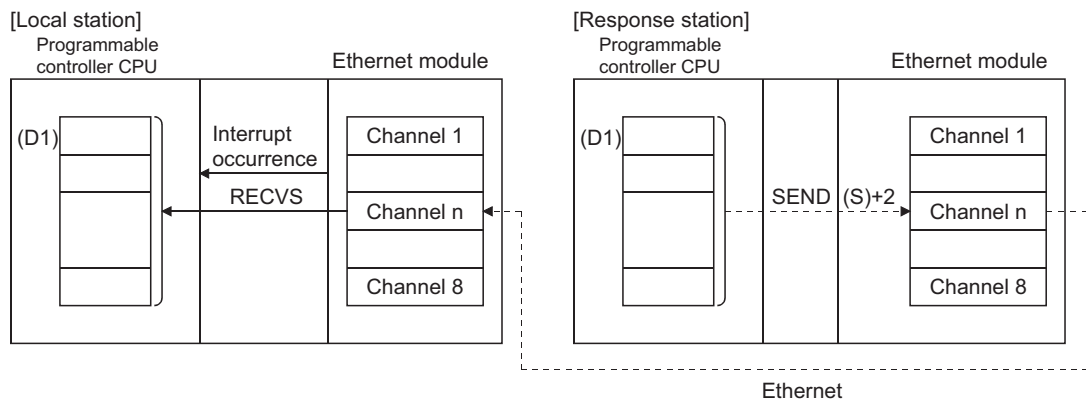 [Local station]
Programmable
controller CPU
Ethernet module
(D1)
Interrupt
occurrence
RECVS
Channel 1
Channel n
Channel 8
[Response station]
Programmable
controller CPU
Ethernet module
(D1)
SEND
(S)+2
Channel 1
Channel n
Channel 8
Ethernet